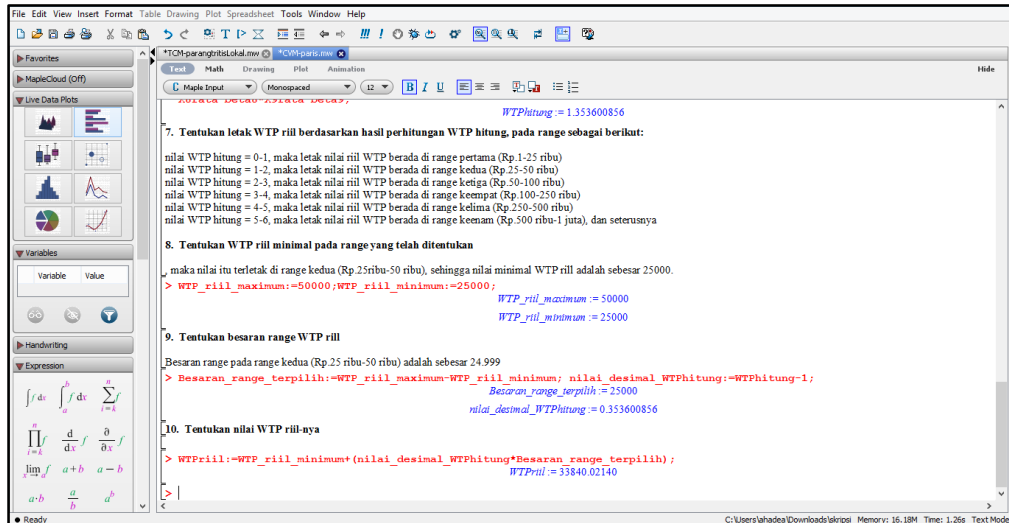 File Edit View Insert Format Table Drawing Plot Spreadsheet Tools Window Help
Favorites
MapleCloud (Off)
Live Data Plots
Variables
Variable Value
Handwriting
Expression
∫ f dx ∫_a^b f dx ∑_{i=k}^n f
∏_{i=k}^n f d/dx f ∂/∂x f
lim_{x→a} f a+b a−b
a·b a/b a^b
Ready
*TCM-parangtritisLokal.mw *CVM-paris.mw
Text Math Drawing Plot Animation Hide
C Maple Input Monospaced 12 B I U
WTPhitung := 1.353600856
7. Tentukan letak WTP riil berdasarkan hasil perhitungan WTP hitung, pada range sebagai berikut:
nilai WTP hitung = 0-1, maka letak nilai riil WTP berada di range pertama (Rp.1-25 ribu)
nilai WTP hitung = 1-2, maka letak nilai riil WTP berada di range kedua (Rp.25-50 ribu)
nilai WTP hitung = 2-3, maka letak nilai riil WTP berada di range ketiga (Rp.50-100 ribu)
nilai WTP hitung = 3-4, maka letak nilai riil WTP berada di range keempat (Rp.100-250 ribu)
nilai WTP hitung = 4-5, maka letak nilai riil WTP berada di range kelima (Rp.250-500 ribu)
nilai WTP hitung = 5-6, maka letak nilai riil WTP berada di range keenam (Rp.500 ribu-1 juta), dan seterusnya
8. Tentukan WTP riil minimal pada range yang telah ditentukan
, maka nilai itu terletak di range kedua (Rp.25ribu-50 ribu), sehingga nilai minimal WTP rill adalah sebesar 25000.
> WTP_riil_maximum:=50000;WTP_riil_minimum:=25000;
WTP_riil_maximum := 50000
WTP_riil_minimum := 25000
9. Tentukan besaran range WTP rill
Besaran range pada range kedua (Rp.25 ribu-50 ribu) adalah sebesar 24.999
> Besaran_range_terpilih:=WTP_riil_maximum-WTP_riil_minimum; nilai_desimal_WTPhitung:=WTPhitung-1;
Besaran_range_terpilih := 25000
nilai_desimal_WTPhitung := 0.353600856
10. Tentukan nilai WTP riil-nya
> WTPriil:=WTP_riil_minimum+(nilai_desimal_WTPhitung*Besaran_range_terpilih);
WTPriil := 33840.02140
>
C:\Users\ahadea\Downloads\skripsi Memory: 16.18M Time: 1.26s Text Mode